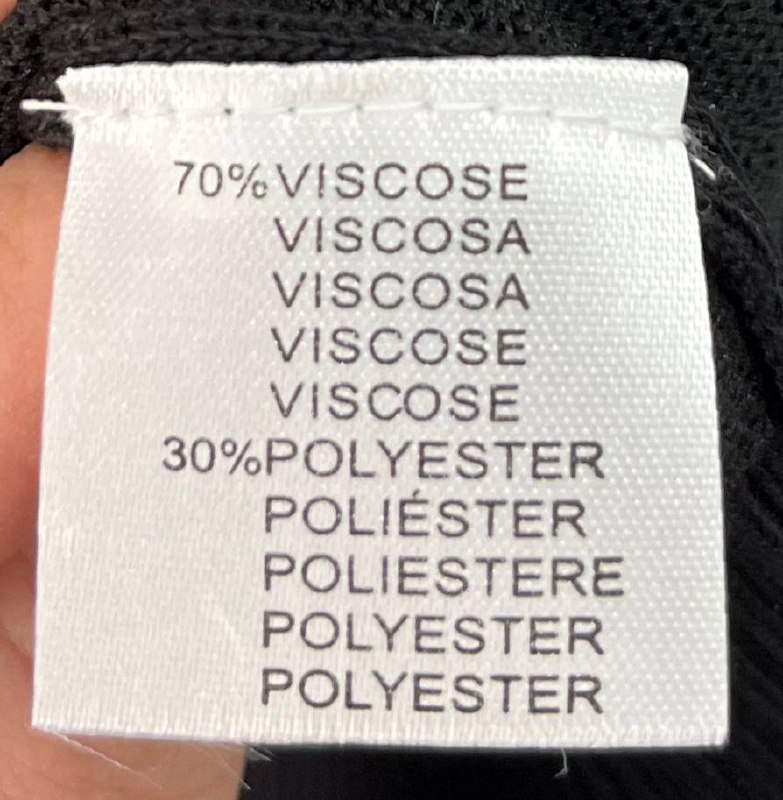 70% VISCOSE
VISCOSA
VISCOSA
VISCOSE
VISCOSE
30% POLYESTER
POLIÉSTER
POLIESTERE
POLYESTER
POLYESTER